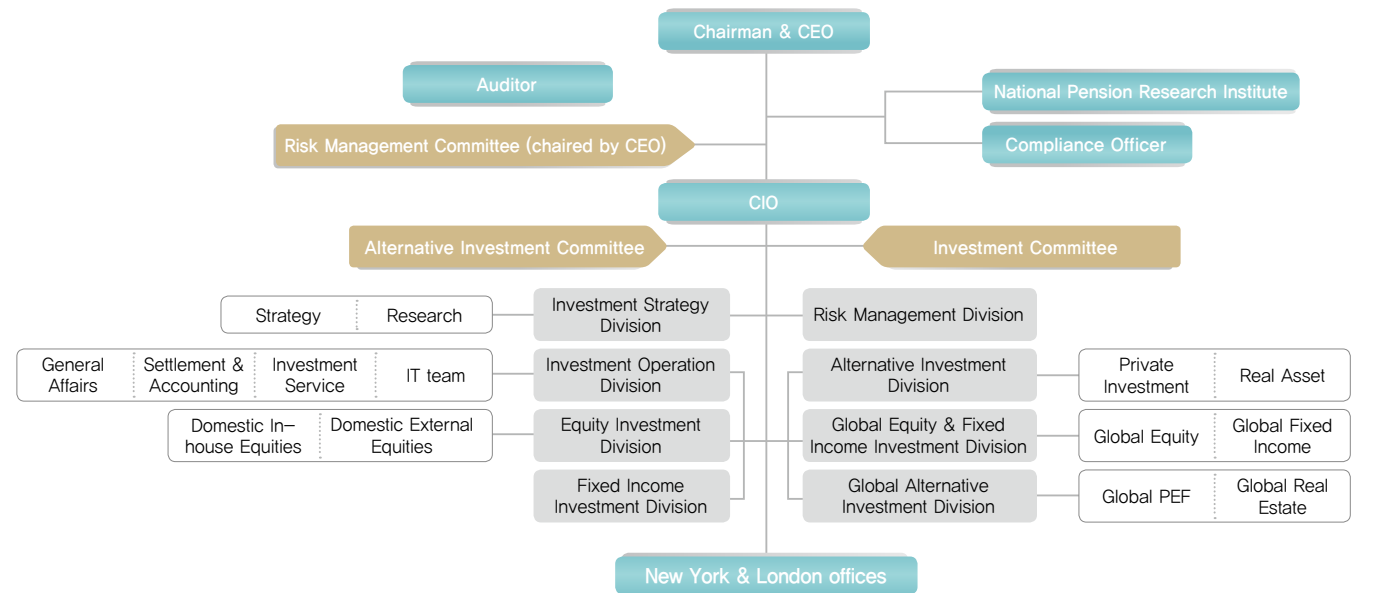 Chairman & CEO
Auditor
National Pension Research Institute
Risk Management Committee (chaired by CEO)
Compliance Officer
CIO
Alternative Investment Committee
Investment Committee
Strategy
Research
Investment Strategy
Division
Risk Management Division
General
Affairs
Settlement &
Accounting
Investment
Service
IT team
Investment Operation
Division
Alternative Investment
Division
Private
Investment
Real Asset
Domestic In-
house Equities
Domestic External
Equities
Equity Investment
Division
Global Equity & Fixed
Income Investment Division
Global Equity
Global Fixed
Income
Fixed Income
Investment Division
Global Alternative
Investment Division
Global PEF
Global Real
Estate
New York & London offices